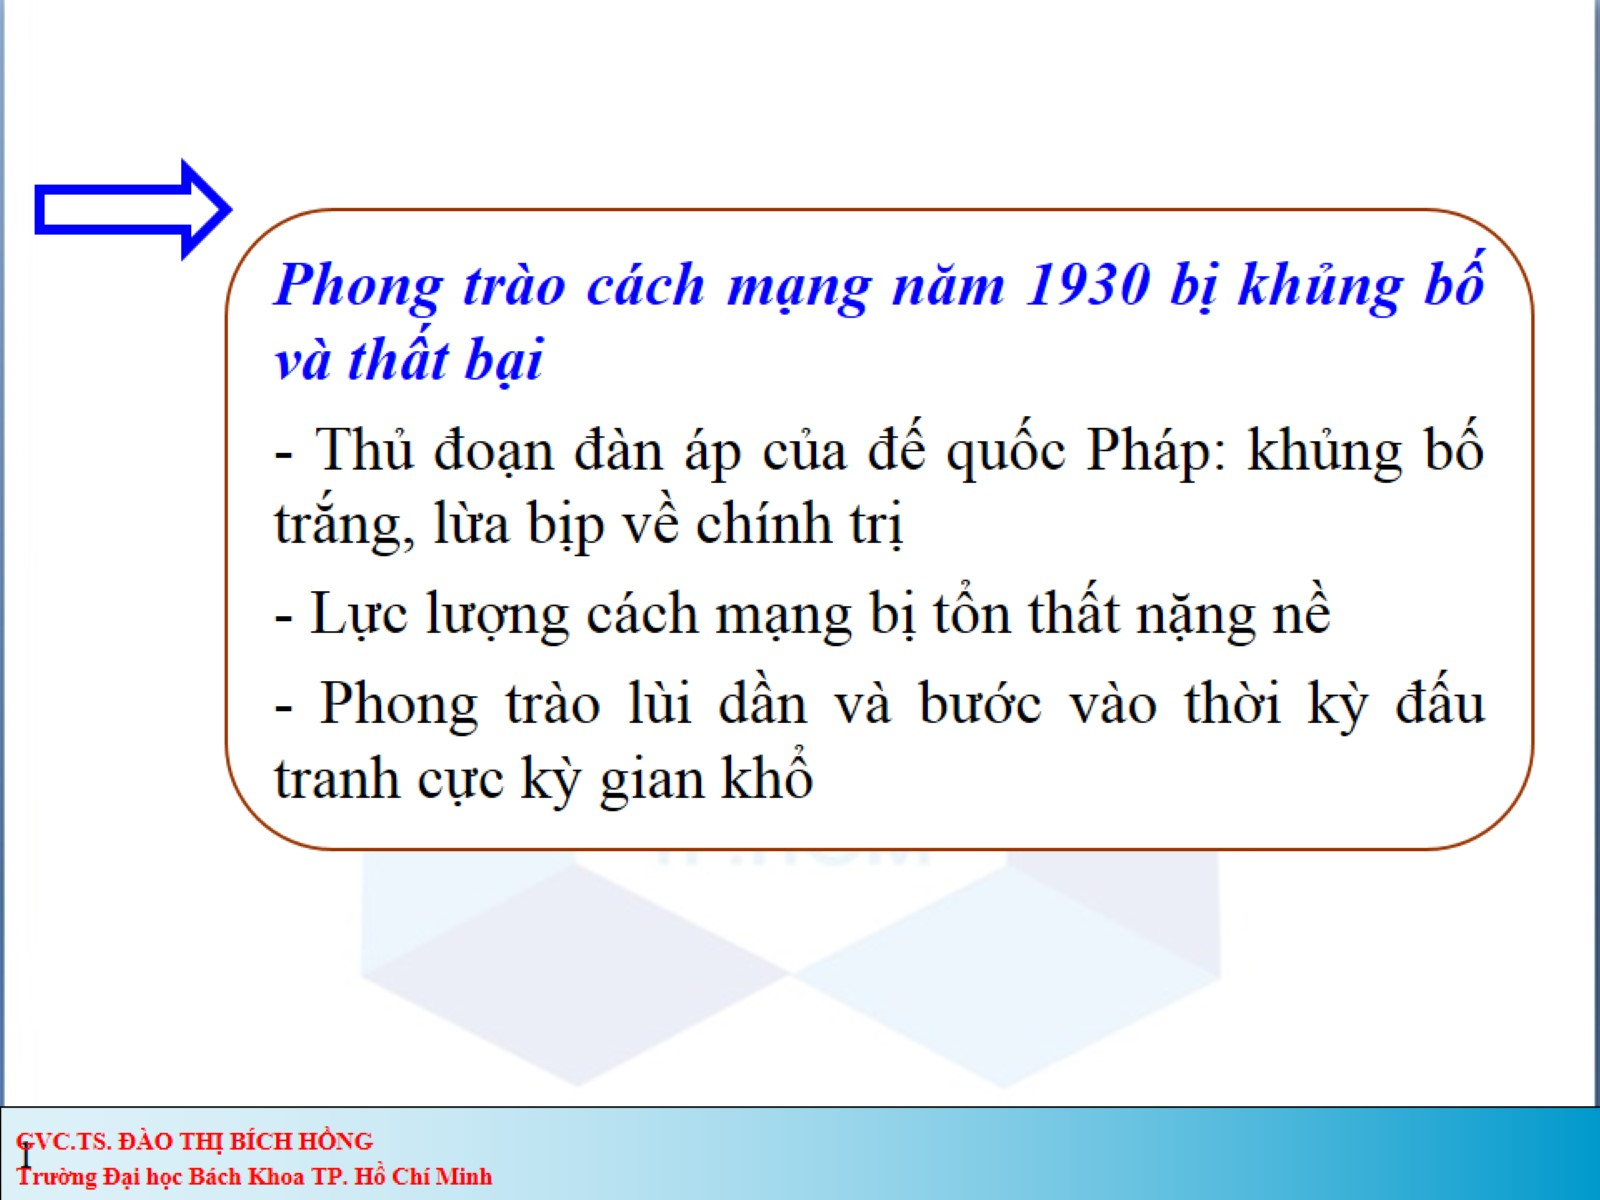 Phong trào cách mạng năm 1930 bị khủng bố
và thất bại
- Thủ đoạn đàn áp của đế quốc Pháp: khủng bố
trắng, lừa bịp về chính trị
- Lực lượng cách mạng bị tổn thất nặng nề
- Phong trào lùi dần và bước vào thời kỳ đấu
tranh cực kỳ gian khổ
GVC.TS. ĐÀO THỊ BÍCH HỒNG
1
Trường Đại học Bách Khoa TP. Hồ Chí Minh